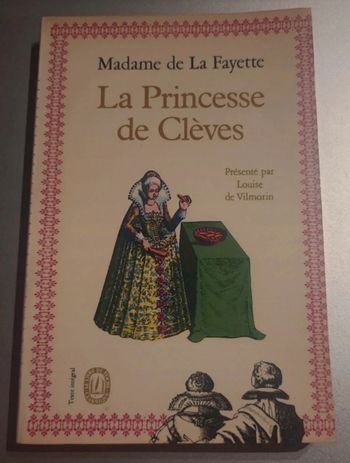 Madame de La Fayette
La Princesse
de Clèves
Présenté par
Louise
de Vilmorin
Texte intégral